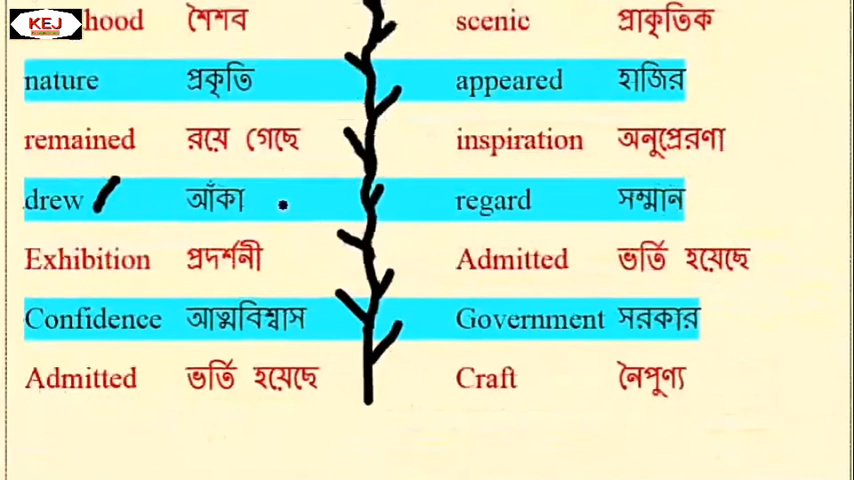 KEJ
hood শৈশব scenic প্রাকৃতিক
nature প্রকৃতি appeared হাজির
remained রয়ে গেছে inspiration অনুপ্রেরণা
drew আঁকা regard সম্মান
Exhibition প্রদর্শনী Admitted ভর্তি হয়েছে
Confidence আত্মবিশ্বাস Government সরকার
Admitted ভর্তি হয়েছে Craft নৈপুণ্য